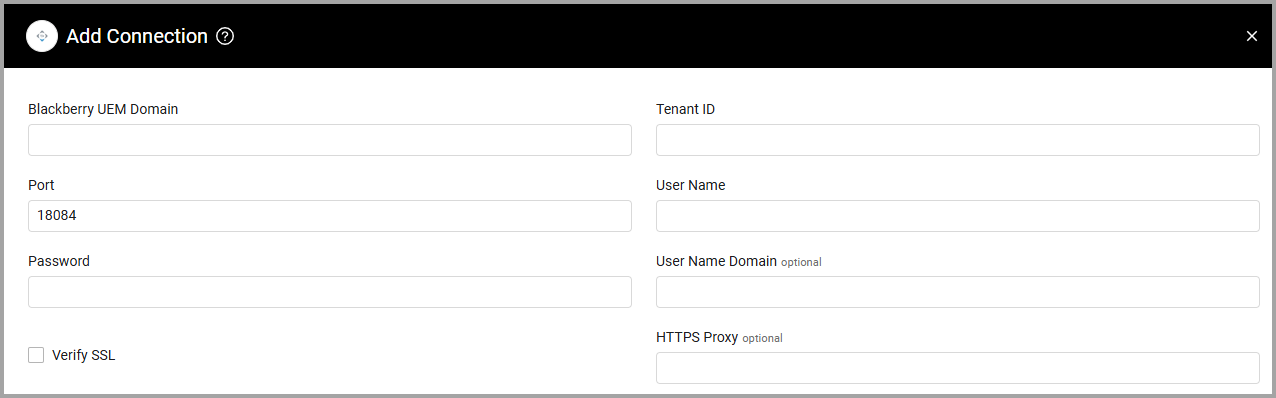 Add Connection ?
Blackberry UEM Domain
Tenant ID
Port
18084
User Name
Password
User Name Domain optional
Verify SSL
HTTPS Proxy optional